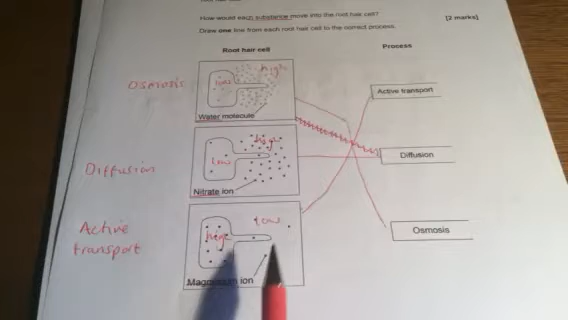 How would each substance move into the root hair cell?
[2 marks]
Draw one line from each root hair cell to the correct process.
Root hair cell
Process
Osmosis
low
high
Water molecule
Active transport
Diffusion
low
high
Nitrate ion
Diffusion
Active
transport
high
low
Magnesium ion
Osmosis